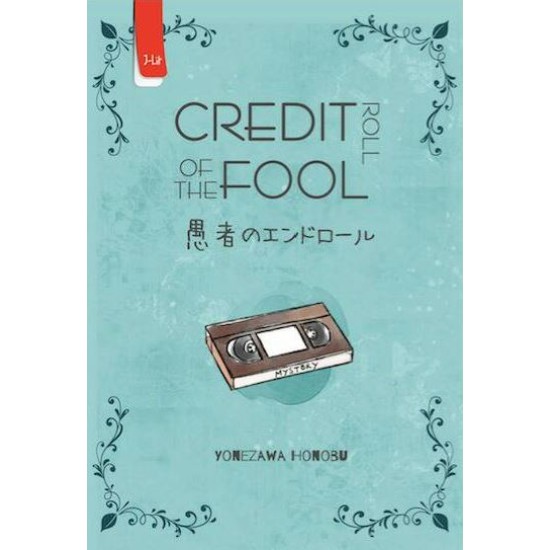 J-Lit
CREDIT ROLL
OF THE FOOL
愚者のエンドロール
MYSTERY
YONEZAWA HONOBU